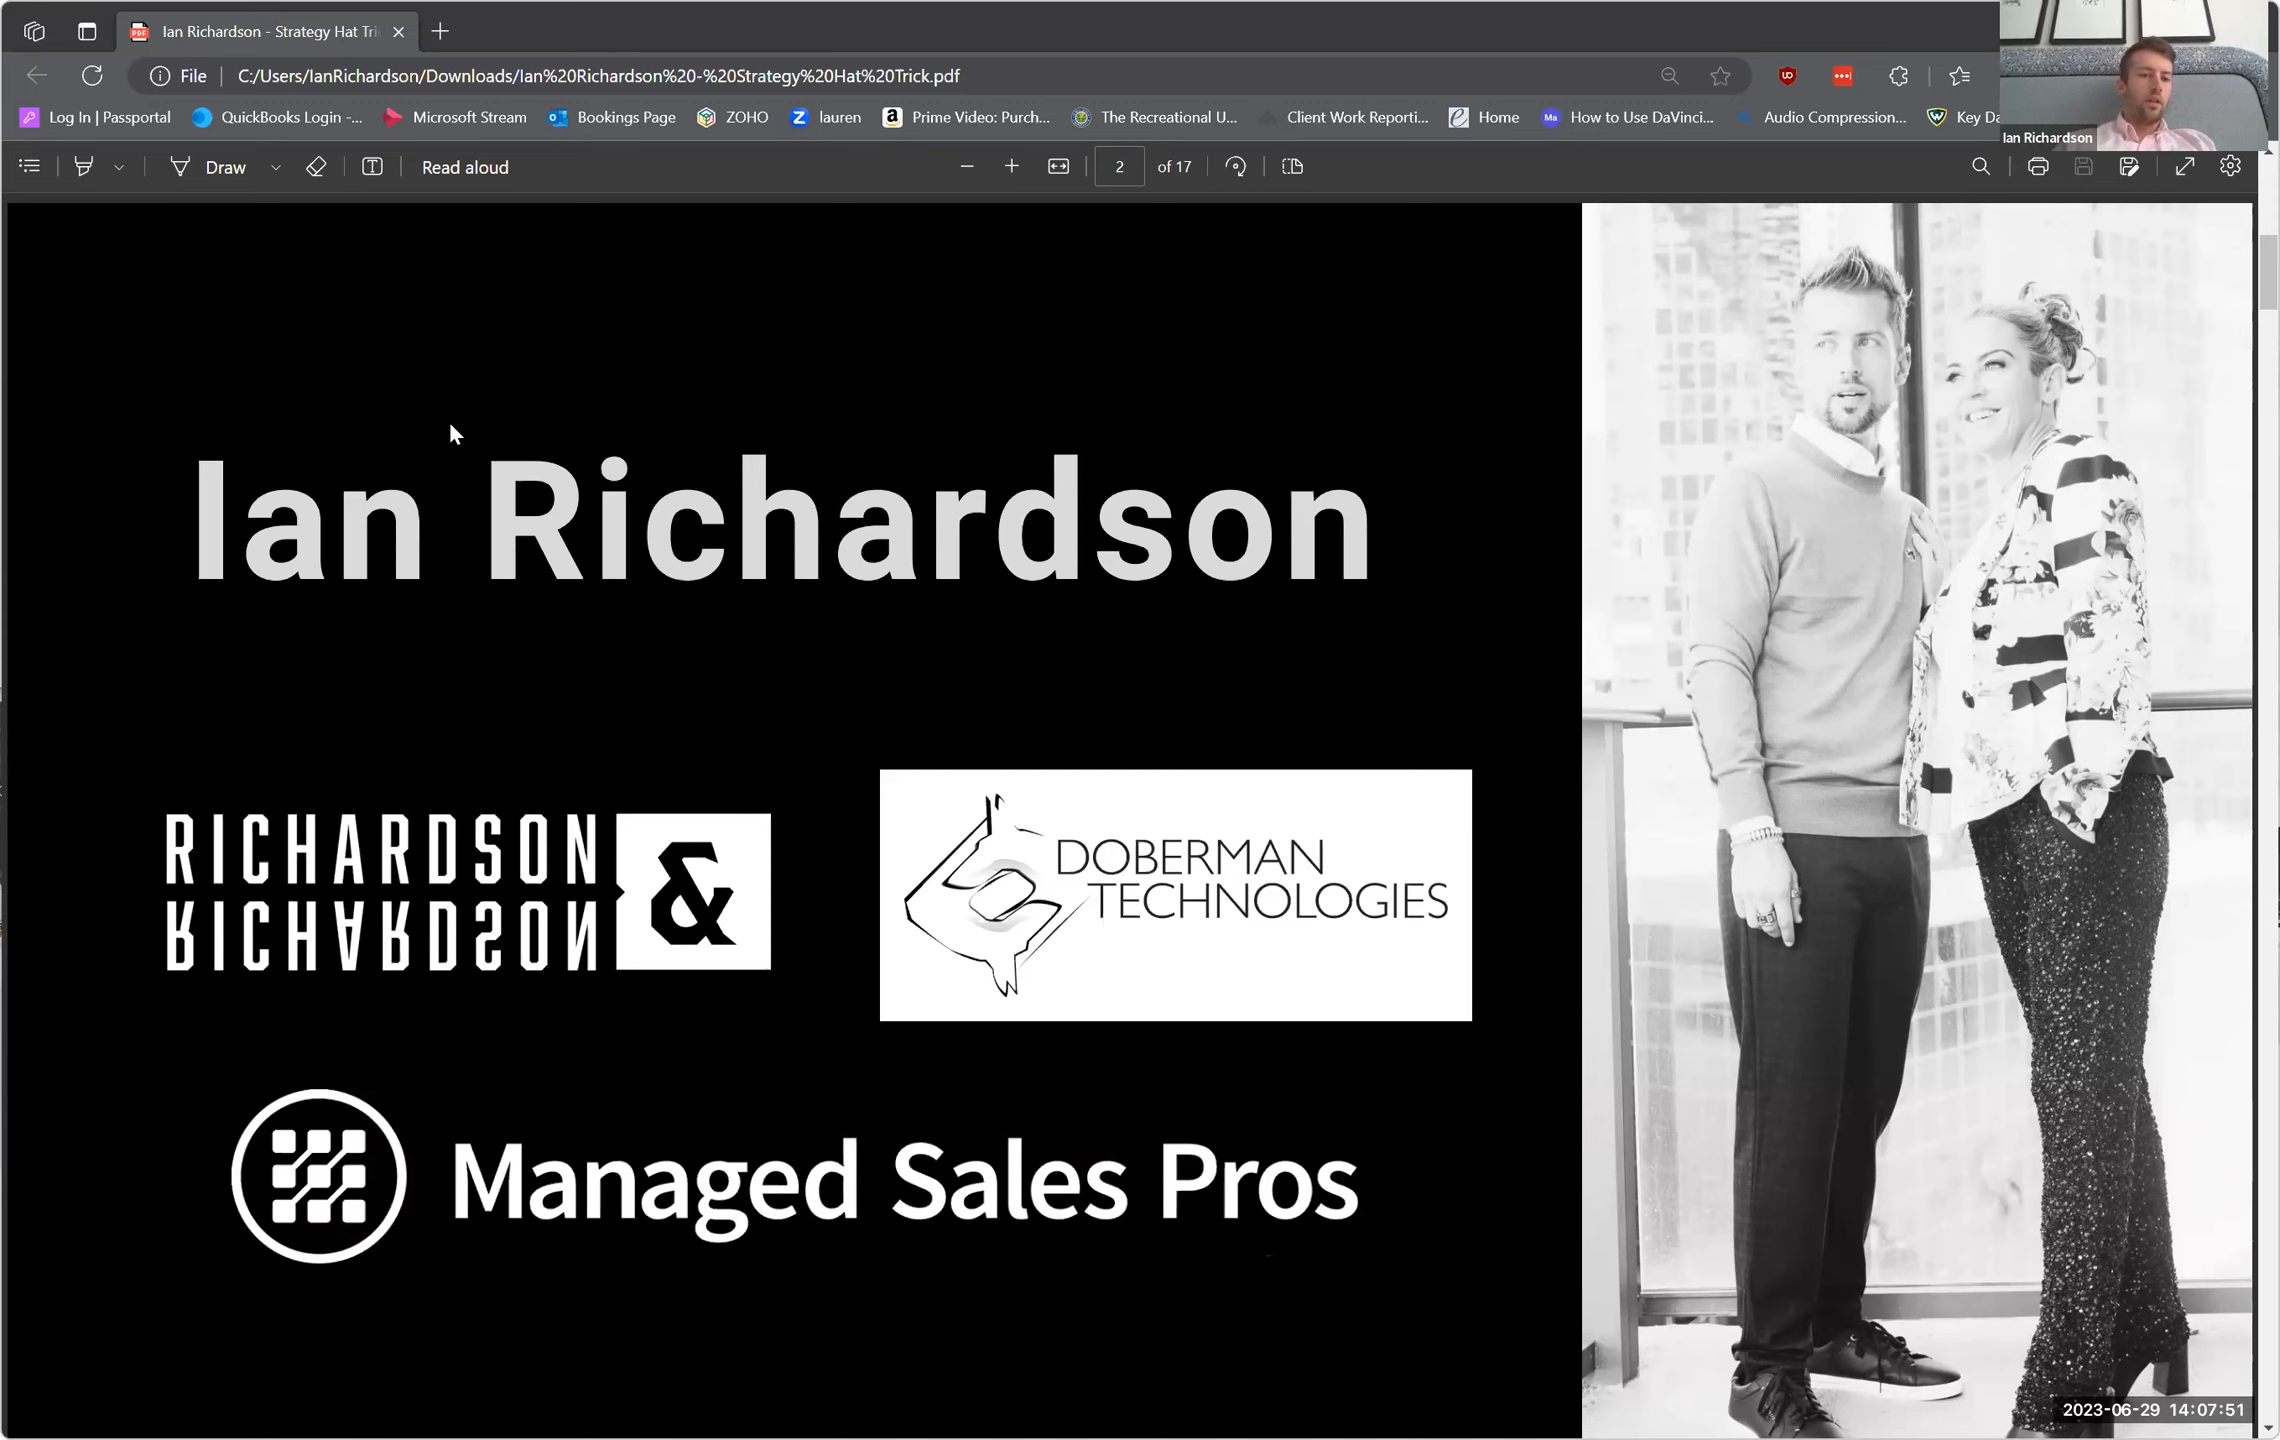 Ian Richardson - Strategy Hat Tri
File
C:/Users/IanRichardson/Downloads/Ian%20Richardson%20-%20Strategy%20Hat%20Trick.pdf
Log In | Passportal
QuickBooks Login -...
Microsoft Stream
Bookings Page
ZOHO
lauren
Prime Video: Purch...
The Recreational U...
Client Work Reporti...
Home
How to Use DaVinci...
Audio Compression...
Key Da
Ian Richardson
Draw
Read aloud
2
of 17
Ian Richardson
RICHARDSON
RICHARDSON
&
DOBERMAN
TECHNOLOGIES
Managed Sales Pros
2023-06-29 14:07:51